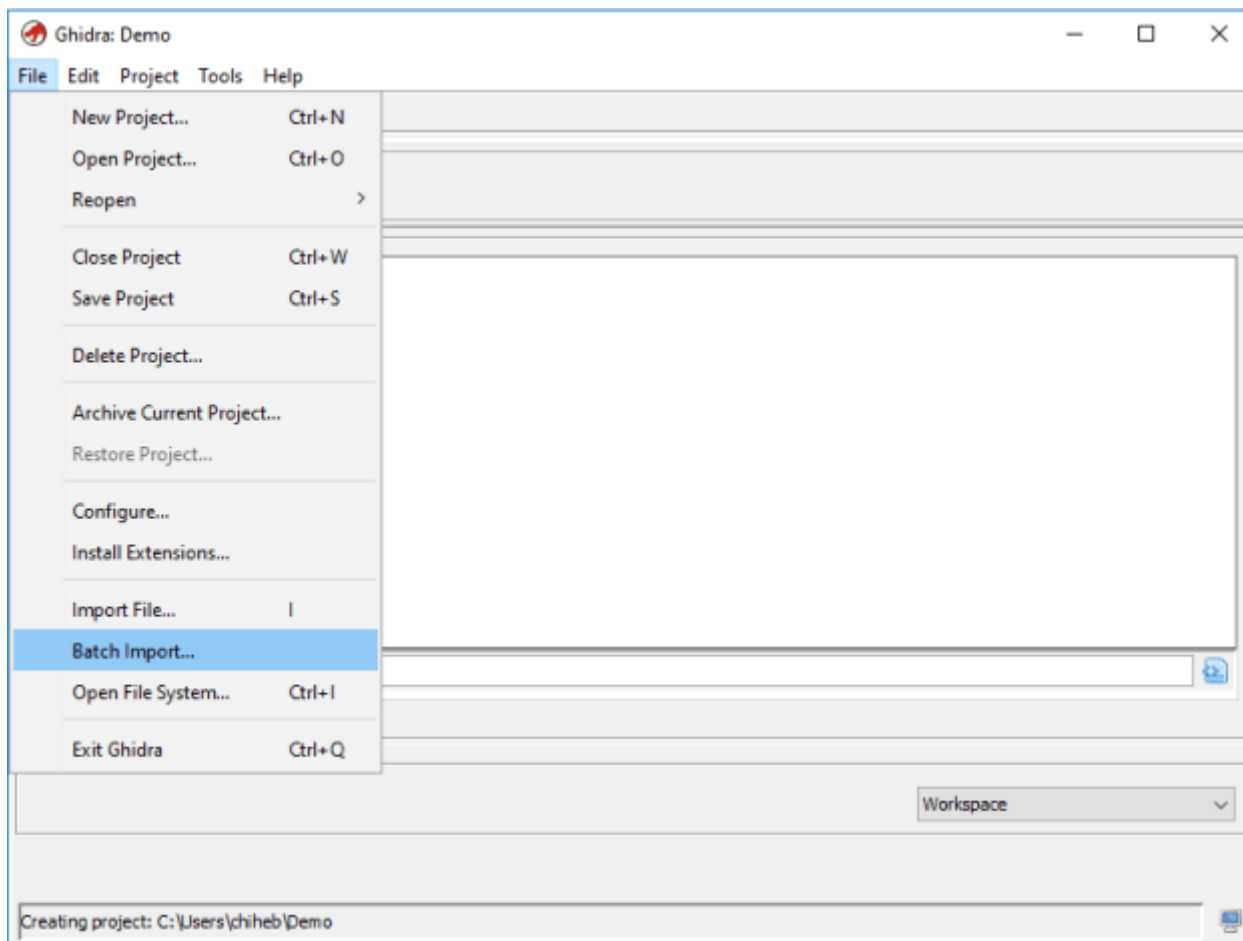 Ghidra: Demo
File Edit Project Tools Help
New Project... Ctrl+N
Open Project... Ctrl+O
Reopen
Close Project Ctrl+W
Save Project Ctrl+S
Delete Project...
Archive Current Project...
Restore Project...
Configure...
Install Extensions...
Import File... I
Batch Import...
Open File System... Ctrl+I
Exit Ghidra Ctrl+Q
Workspace
Creating project: C:\Users\chiheb\Demo